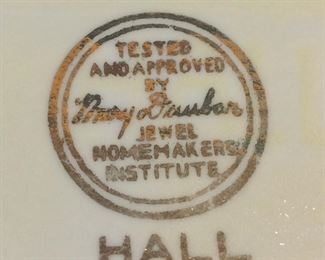 TESTED
AND APPROVED
BY
Mary Dunbar
JEWEL
HOMEMAKERS
INSTITUTE
HALL